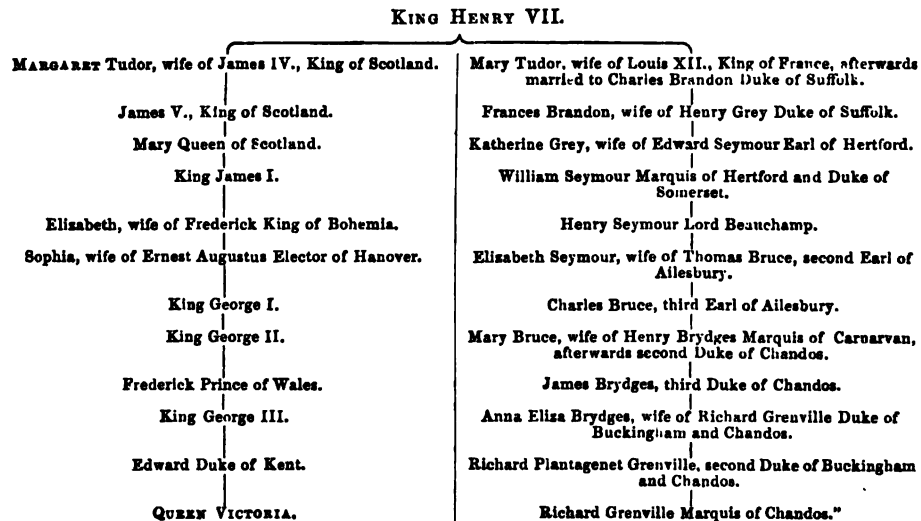 KING HENRY VII.
MARGARET Tudor, wife of James IV., King of Scotland.
James V., King of Scotland.
Mary Queen of Scotland.
King James I.
Elizabeth, wife of Frederick King of Bohemia.
Sophia, wife of Ernest Augustus Elector of Hanover.
King George I.
King George II.
Frederick Prince of Wales.
King George III.
Edward Duke of Kent.
QUEEN VICTORIA.
Mary Tudor, wife of Louis XII., King of France, afterwards
married to Charles Brandon Duke of Suffolk.
Frances Brandon, wife of Henry Grey Duke of Suffolk.
Katherine Grey, wife of Edward Seymour Earl of Hertford.
William Seymour Marquis of Hertford and Duke of
Somerset.
Henry Seymour Lord Beauchamp.
Elizabeth Seymour, wife of Thomas Bruce, second Earl of
Ailesbury.
Charles Bruce, third Earl of Ailesbury.
Mary Bruce, wife of Henry Brydges Marquis of Carnarvan,
afterwards second Duke of Chandos.
James Brydges, third Duke of Chandos.
Anna Eliza Brydges, wife of Richard Grenville Duke of
Buckingham and Chandos.
Richard Plantagenet Grenville, second Duke of Buckingham
and Chandos.
Richard Grenville Marquis of Chandos."